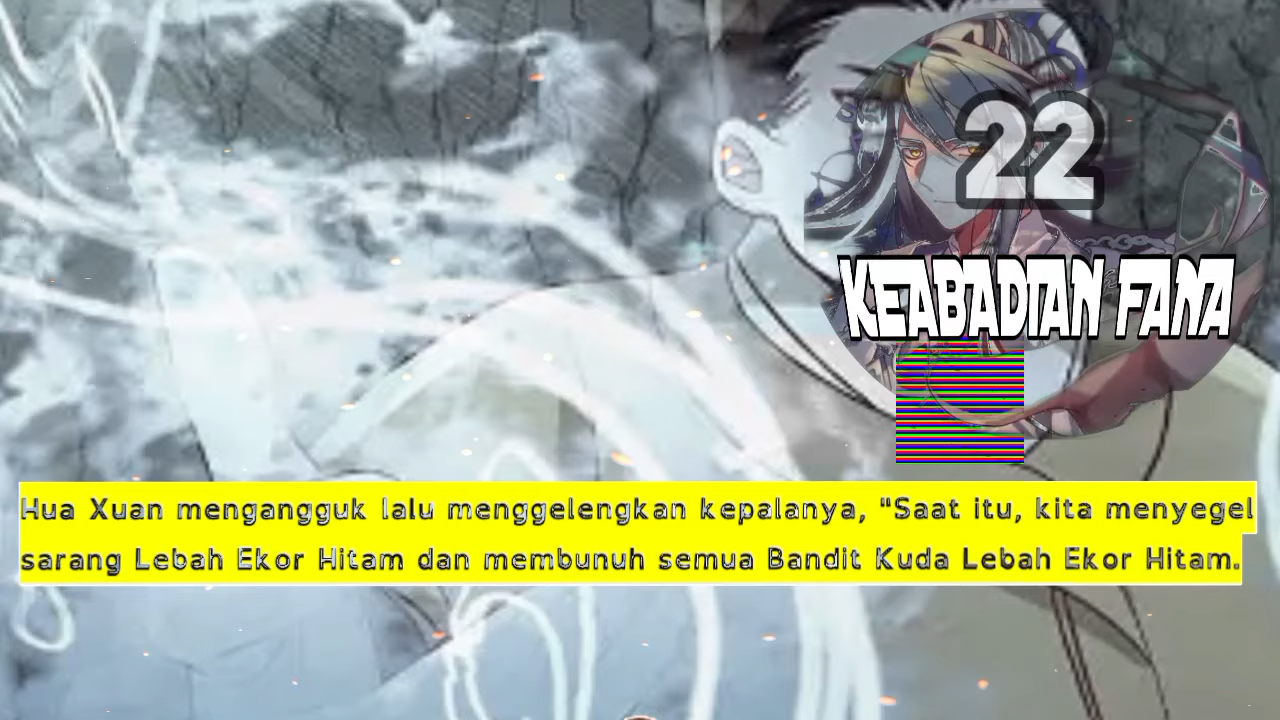 22
KEABADIAN FANA
Hua Xuan mengangguk lalu menggelengkan kepalanya, "Saat itu, kita menyegel
sarang Lebah Ekor Hitam dan membunuh semua Bandit Kuda Lebah Ekor Hitam.